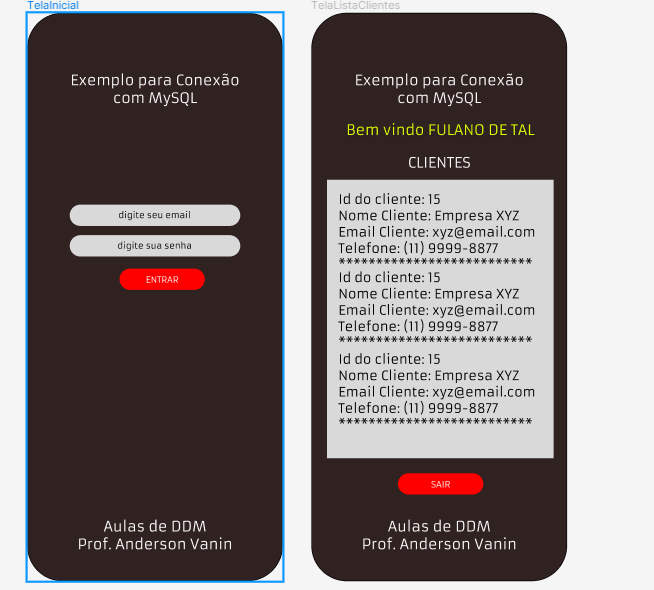 TelaInicial
Exemplo para Conexão
com MySQL
digite seu email
digite sua senha
ENTRAR
Aulas de DDM
Prof. Anderson Vanin
TelaListaClientes
Exemplo para Conexão
com MySQL
Bem vindo FULANO DE TAL
CLIENTES
Id do cliente: 15
Nome Cliente: Empresa XYZ
Email Cliente: xyz@email.com
Telefone: (11) 9999-8877
**************************
Id do cliente: 15
Nome Cliente: Empresa XYZ
Email Cliente: xyz@email.com
Telefone: (11) 9999-8877
**************************
Id do cliente: 15
Nome Cliente: Empresa XYZ
Email Cliente: xyz@email.com
Telefone: (11) 9999-8877
**************************
SAIR
Aulas de DDM
Prof. Anderson Vanin